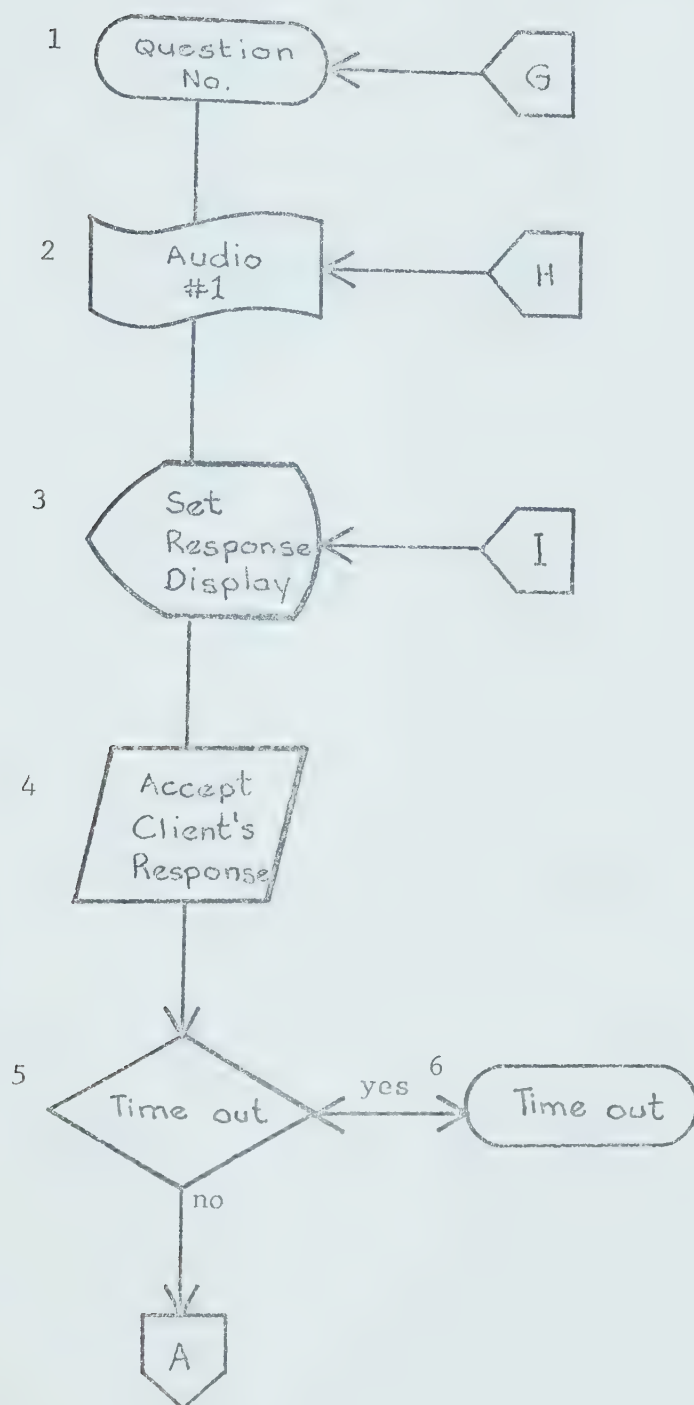 1
Question
No.
G
2
Audio
#1
H
3
Set
Response
Display
I
4
Accept
Client's
Response
5
Time out
yes
6
Time out
no
A